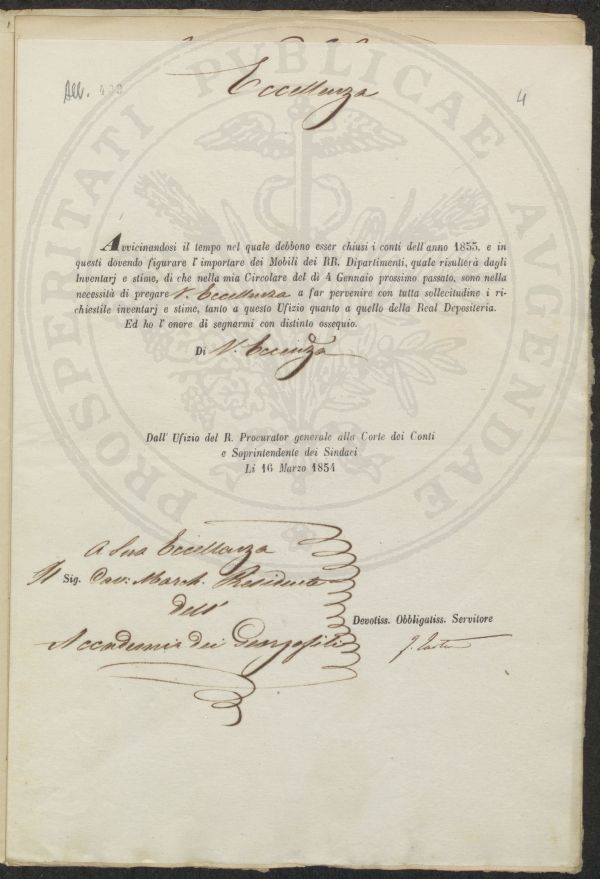 All. 400
Eccellenza
4
Avvicinandosi il tempo nel quale debbono esser chiusi i conti dell'anno 1853, e in
questi dovendo figurare l'importare dei Mobili dei RR. Dipartimenti, quale risulterà dagli
Inventarj e stime, di che nella mia Circolare del dì 4 Gennaio prossimo passato, sono nella
necessità di pregare V. Eccellenza a far pervenire con tutta sollecitudine i ri-
chiestile inventarj e stime, tanto a questo Ufizio quanto a quello della Real Depositeria.
Ed ho l'onore di segnarmi con distinto ossequio.
Di V. Eccenza
Dall' Ufizio del R. Procurator generale alla Corte dei Conti
e Soprintendente dei Sindaci
Li 16 Marzo 1854
A Sua Eccellenza
Il Sig. Cav: March. Presidente
dell'
Accademia dei Georgofili
Devotiss. Obbligatiss. Servitore
PROSPERITATI PUBLICAE AUGENDAE